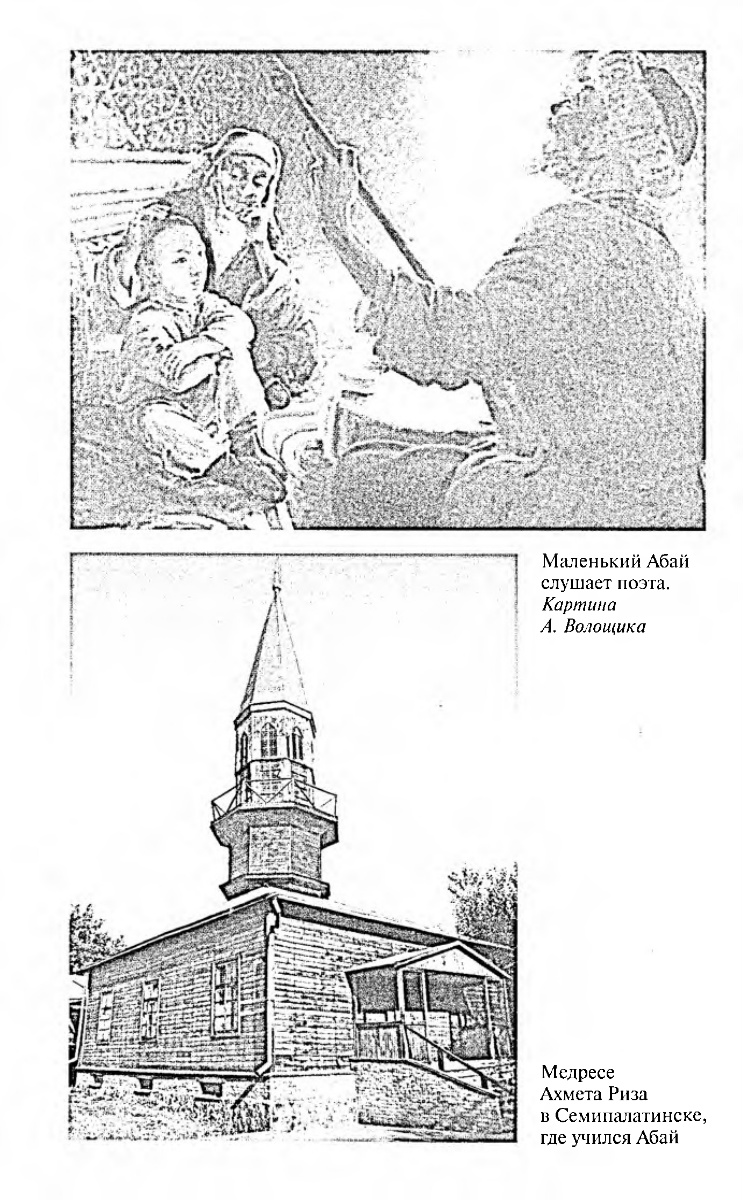 Маленький Абай
слушает поэта.
Картина
А. Волощика
Медресе
Ахмета Риза
в Семипалатинске,
где учился Абай